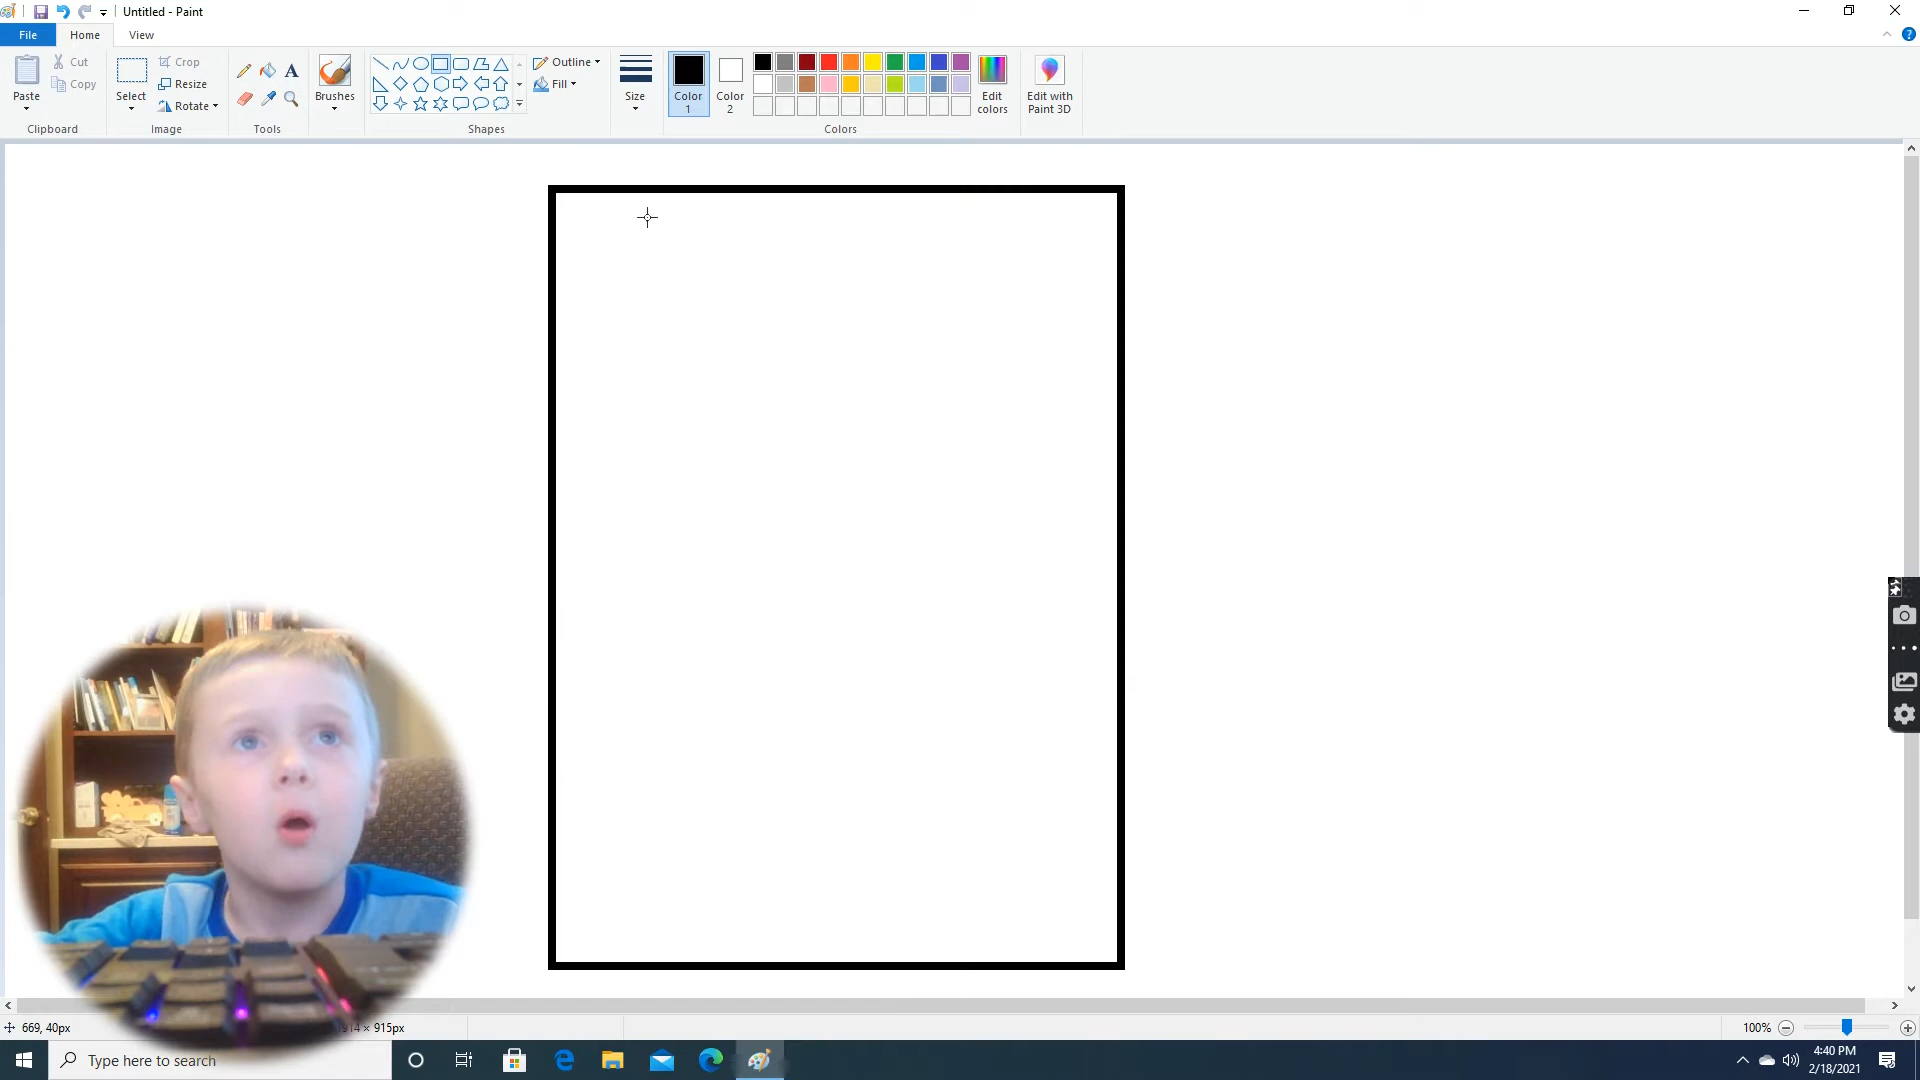 Untitled - Paint
File Home View
Paste
Cut
Copy
Clipboard
Select
Crop
Resize
Rotate
Image
Tools
Brushes
Shapes
Outline
Fill
Size
Color
1
Color
2
Edit
colors
Colors
Edit with
Paint 3D
669, 40px
914 × 915px
100%
Type here to search
4:40 PM
2/18/2021